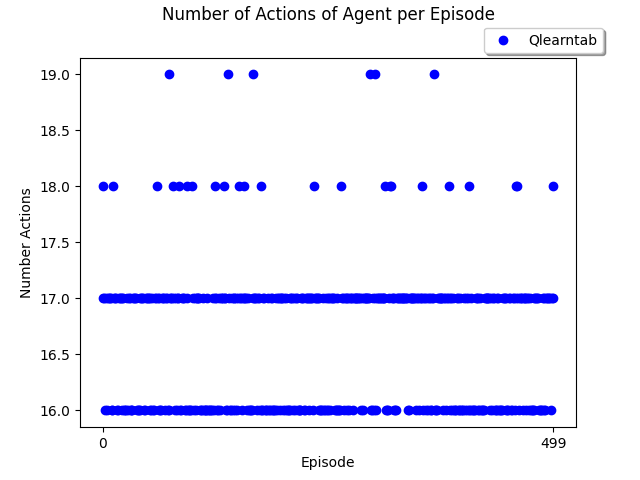 Number of Actions of Agent per Episode
Qlearntab
19.0
18.5
18.0
17.5
17.0
16.5
16.0
Number Actions
0
499
Episode